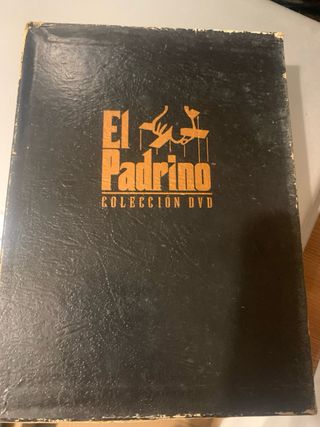 El
Padrino
COLECCION DVD